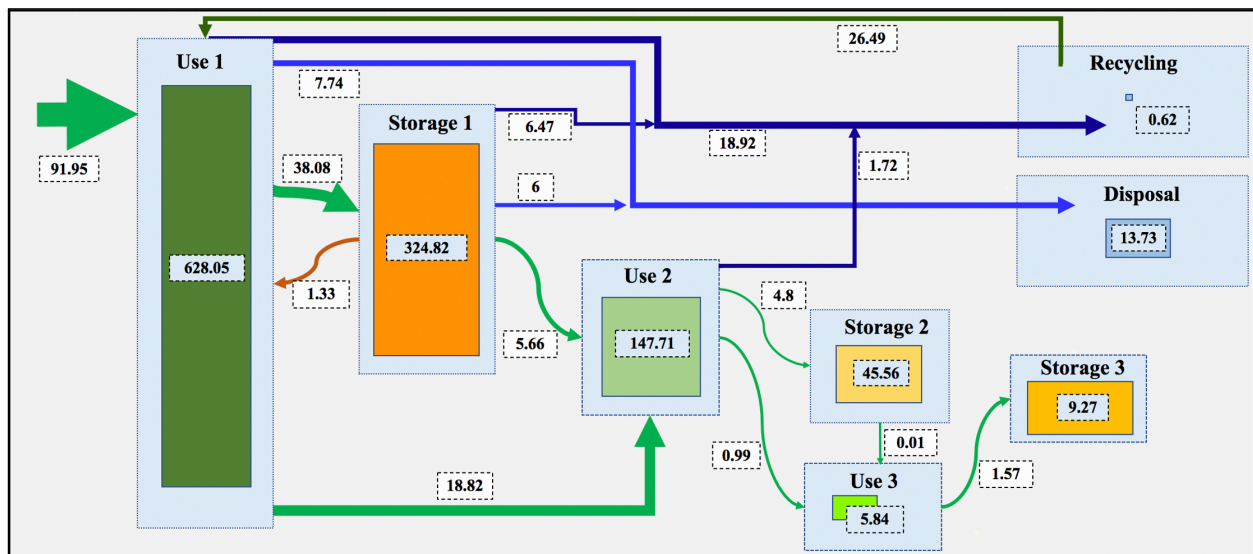 26.49
Use 1
Recycling
7.74
Storage 1
0.62
6.47
18.92
91.95
38.08
1.72
6
Disposal
628.05
324.82
13.73
Use 2
1.33
4.8
Storage 2
5.66
147.71
45.56
Storage 3
9.27
0.99
0.01
18.82
Use 3
1.57
5.84